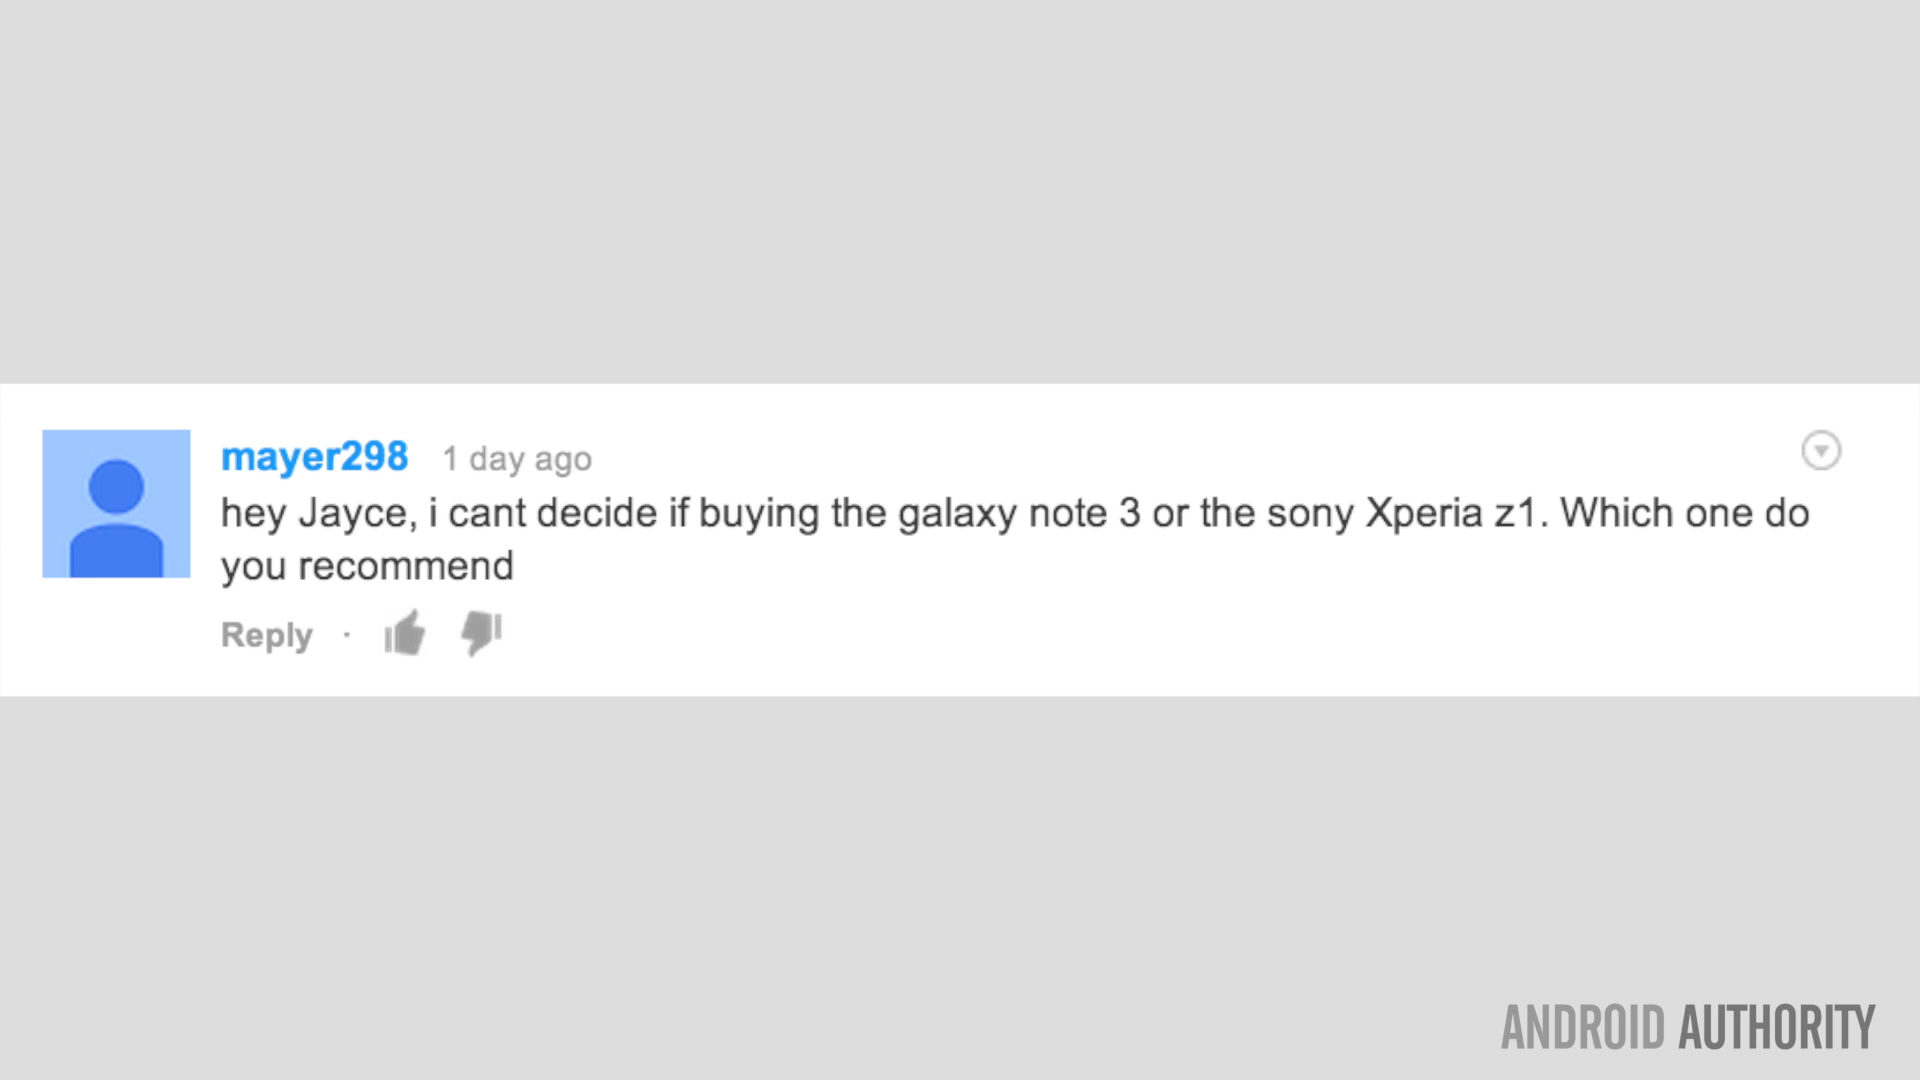 mayer298 1 day ago
hey Jayce, i cant decide if buying the galaxy note 3 or the sony Xperia z1. Which one do
you recommend
Reply ·
ANDROID AUTHORITY